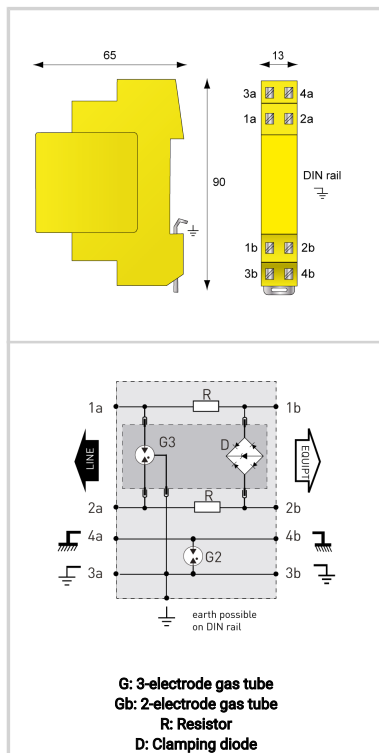 65
13
3a 4a
1a 2a
90
DIN rail
1b 2b
3b 4b
R
1a 1b
LINE
G3
D
EQUIPT
R
2a 2b
4a 4b
G2
3a 3b
earth possible
on DIN rail
G: 3-electrode gas tube
Gb: 2-electrode gas tube
R: Resistor
D: Clamping diode